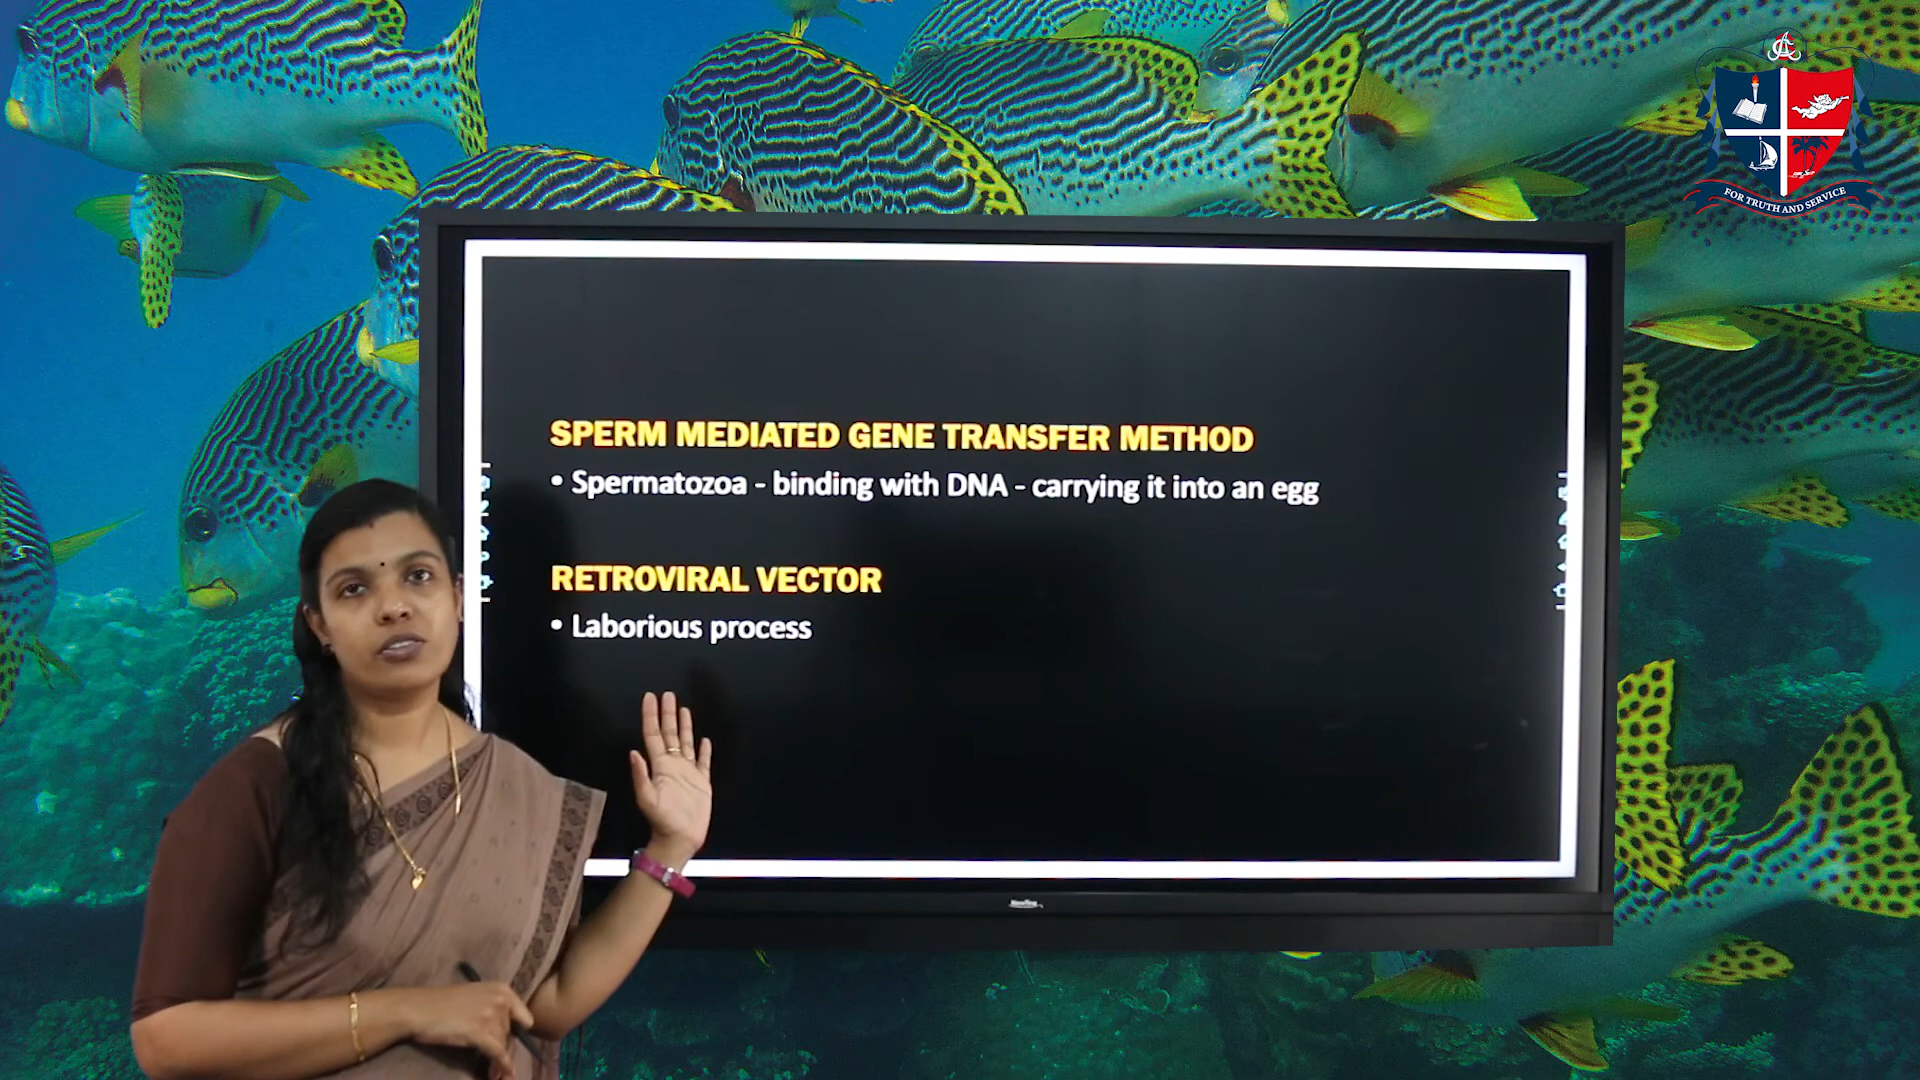 FOR TRUTH AND SERVICE
SPERM MEDIATED GENE TRANSFER METHOD
• Spermatozoa - binding with DNA - carrying it into an egg
RETROVIRAL VECTOR
• Laborious process